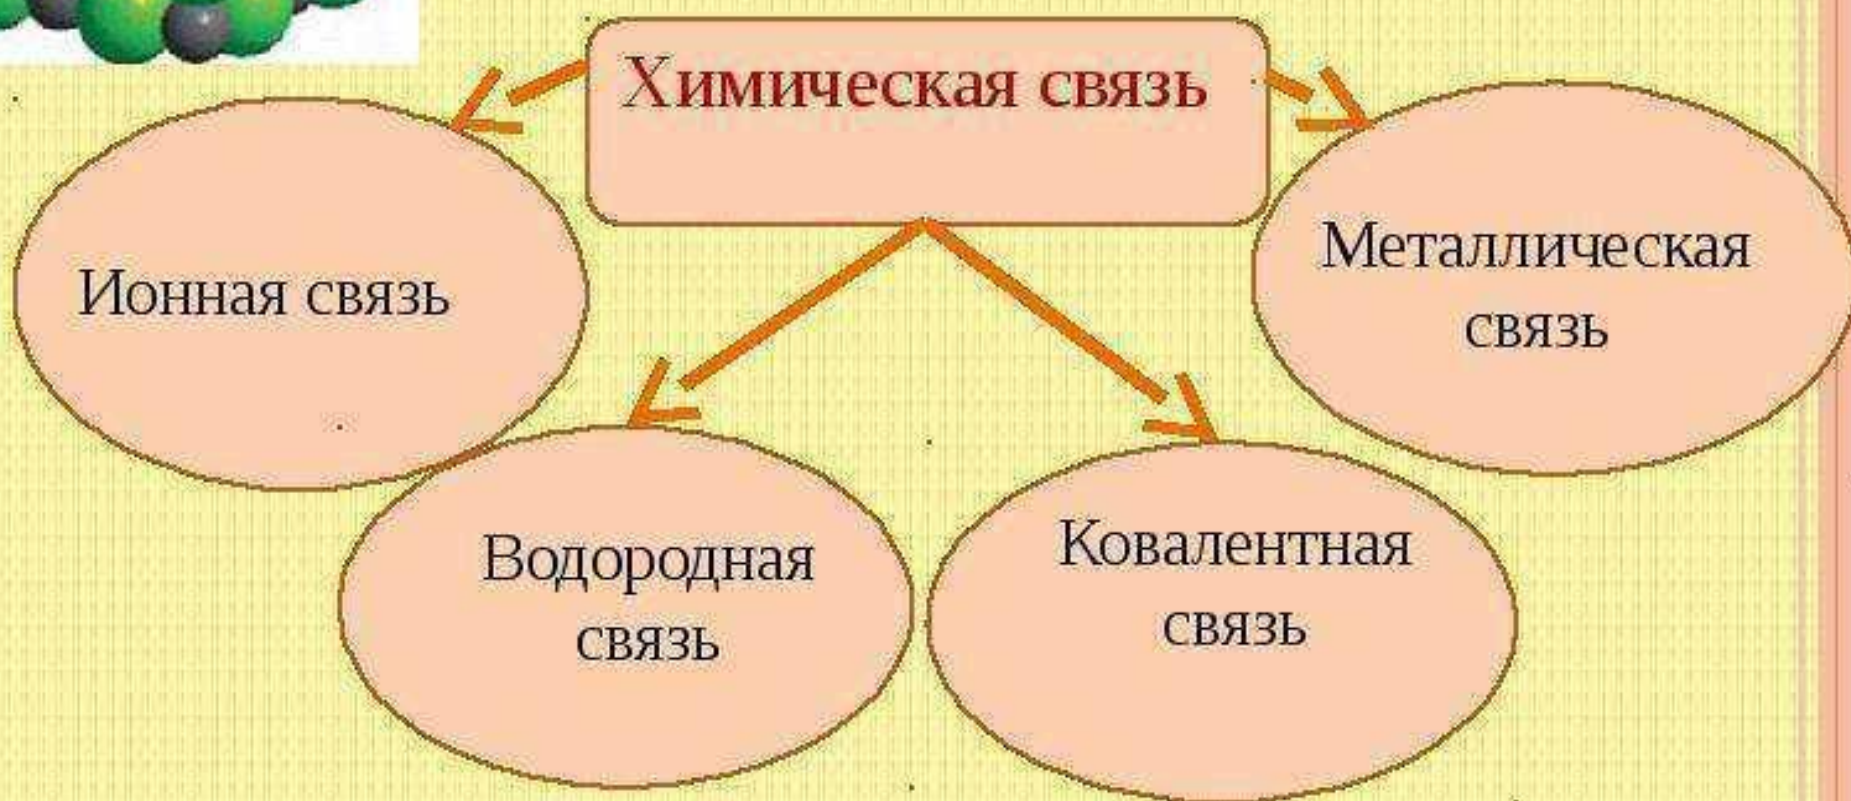 Химическая связь
Ионная связь
Металлическая
связь
Водородная
связь
Ковалентная
связь